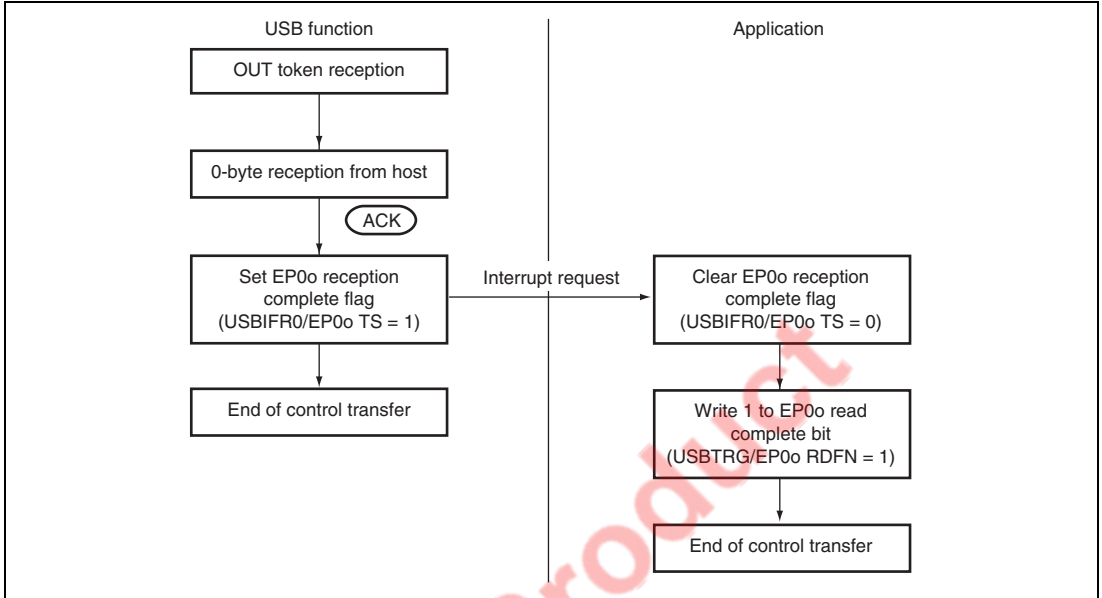 USB function
Application
OUT token reception
0-byte reception from host
ACK
Set EP0o reception
complete flag
(USBIFR0/EP0o TS = 1)
Interrupt request
Clear EP0o reception
complete flag
(USBIFR0/EP0o TS = 0)
End of control transfer
Write 1 to EP0o read
complete bit
(USBTRG/EP0o RDFN = 1)
End of control transfer
roduct